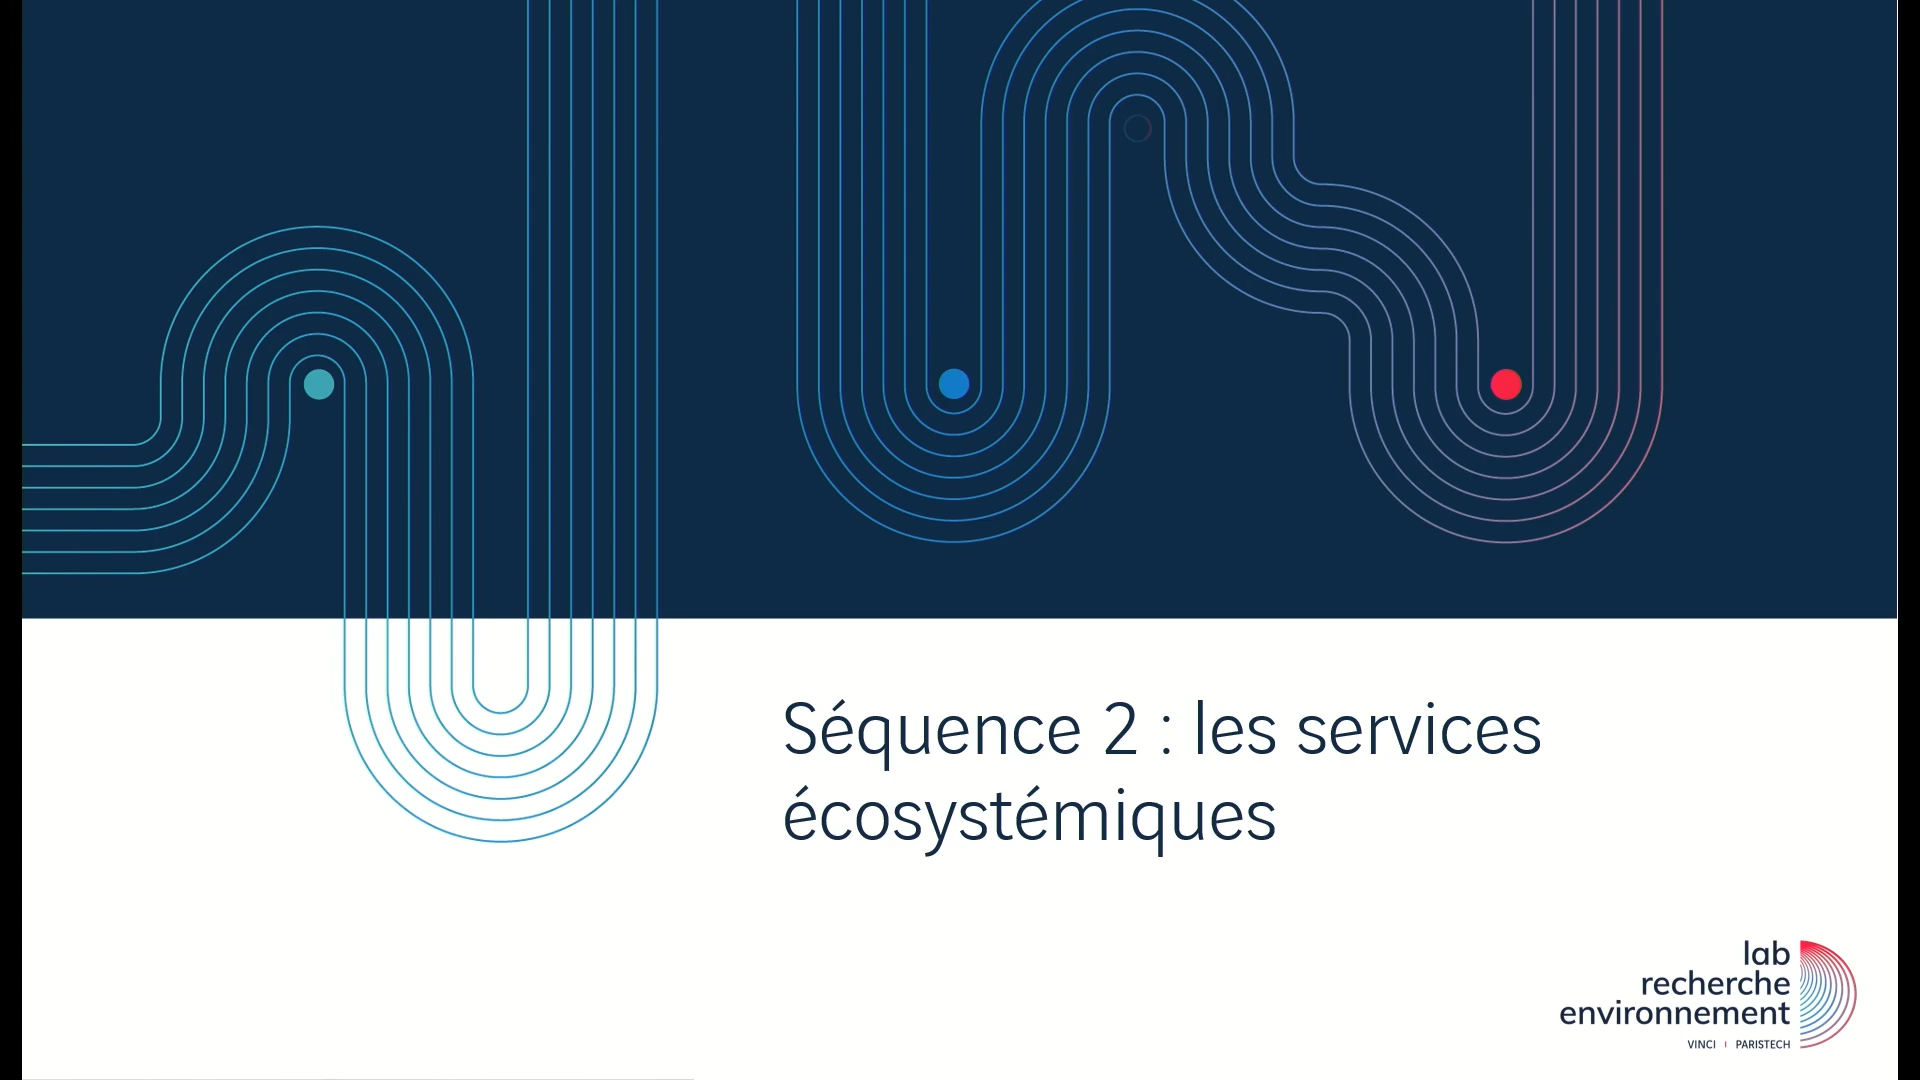 Séquence 2 : les services
écosystémiques
lab
recherche
environnement
VINCI | PARISTECH